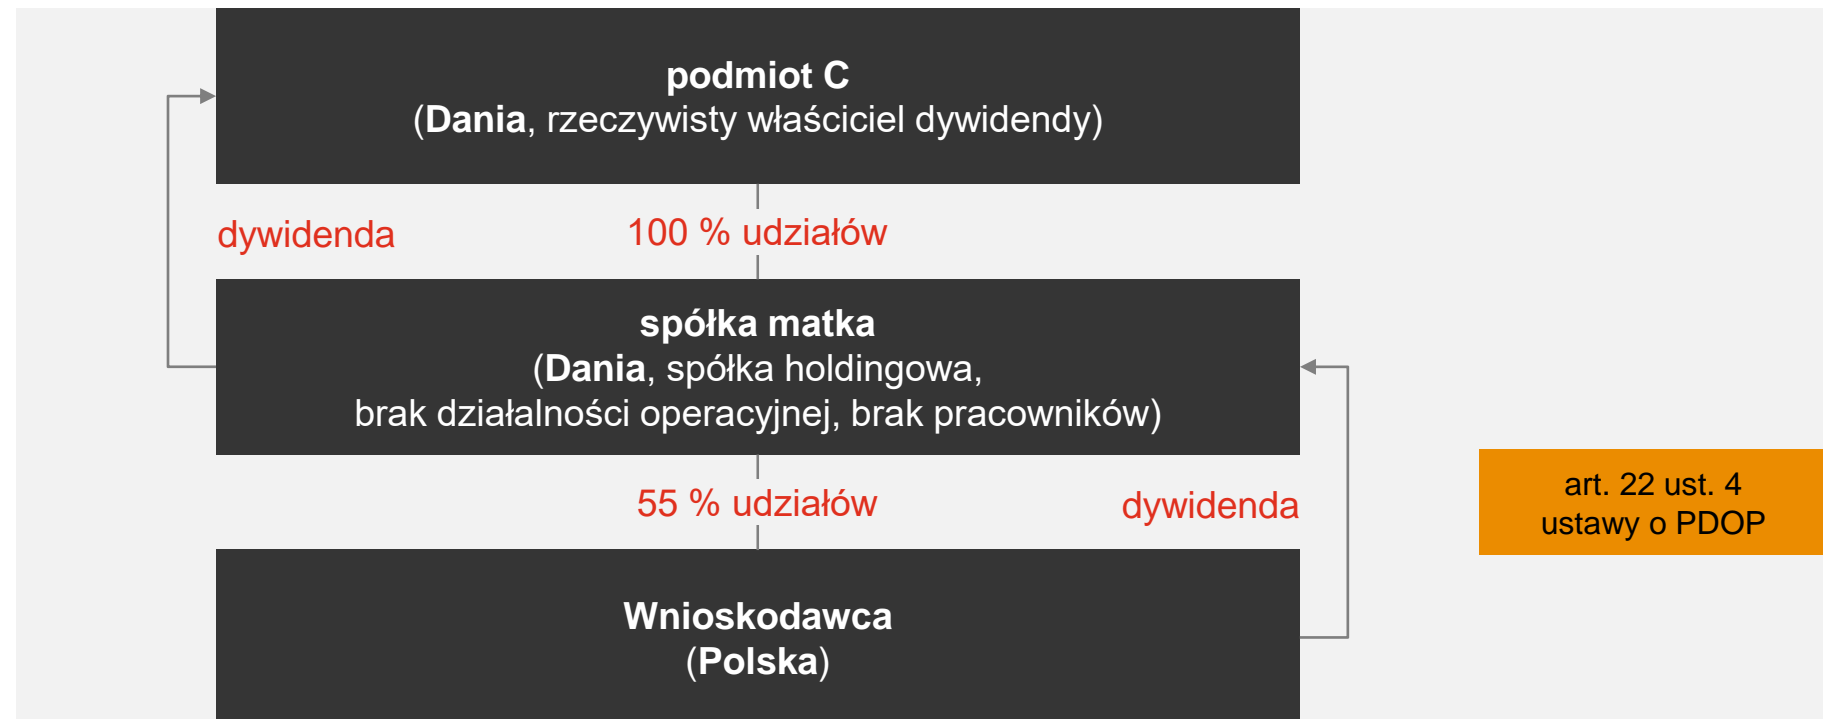 podmiot C
(Dania, rzeczywisty właściciel dywidendy)
dywidenda
100 % udziałów
spółka matka
(Dania, spółka holdingowa,
brak działalności operacyjnej, brak pracowników)
55 % udziałów
dywidenda
art. 22 ust. 4
ustawy o PDOP
Wnioskodawca
(Polska)